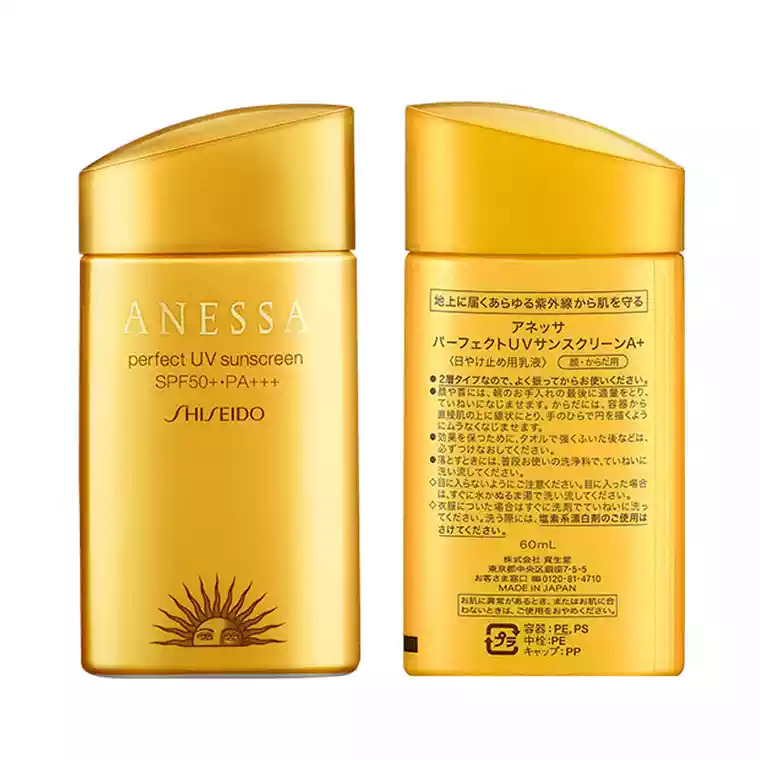 ANESSA
perfect UV sunscreen
SPF50+・PA+++
SHISEIDO
地上に届くあらゆる紫外線から肌を守る
アネッサ
パーフェクトUVサンスクリーンA+
〈日やけ止め用乳液〉 顔・からだ用
●2層タイプなので、よく振ってからお使いください。
●顔や首には、朝のお手入れの最後に適量をとり、
ていねいになじませます。からだには、容器から
直接肌の上に線状にとり、手のひらで円を描くよう
にムラなくなじませます。
●効果を保つために、タオルで強くふいた後などは、
必ずつけなおしてください。
●落とすときには、普段お使いの洗浄料で、ていねいに
洗い流してください。
◇目に入らないようにご注意ください。目に入った場合
は、すぐに水かぬるま湯で洗い流してください。
◇衣服についた場合はすぐに洗剤でていねいに洗っ
てください。洗う際には、塩素系漂白剤のご使用は
さけてください。
60mL
株式会社 資生堂
東京都中央区銀座7-5-5
お客さま窓口 0120-81-4710
MADE IN JAPAN
お肌に異常があるとき、またはお肌に合
わないときは、ご使用をおやめください。
プラ
容器：PE, PS
中栓：PE
キャップ：PP